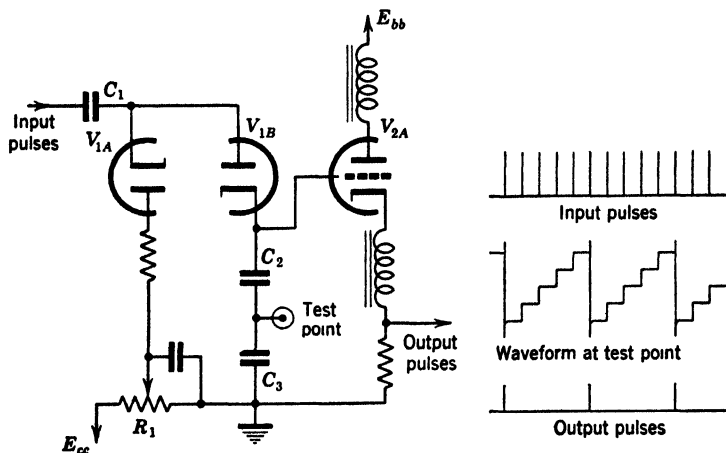 E_bb
C_1
Input
pulses
V_1A
V_1B
V_2A
C_2
Test
point
C_3
Output
pulses
R_1
E_cc
Input pulses
Waveform at test point
Output pulses